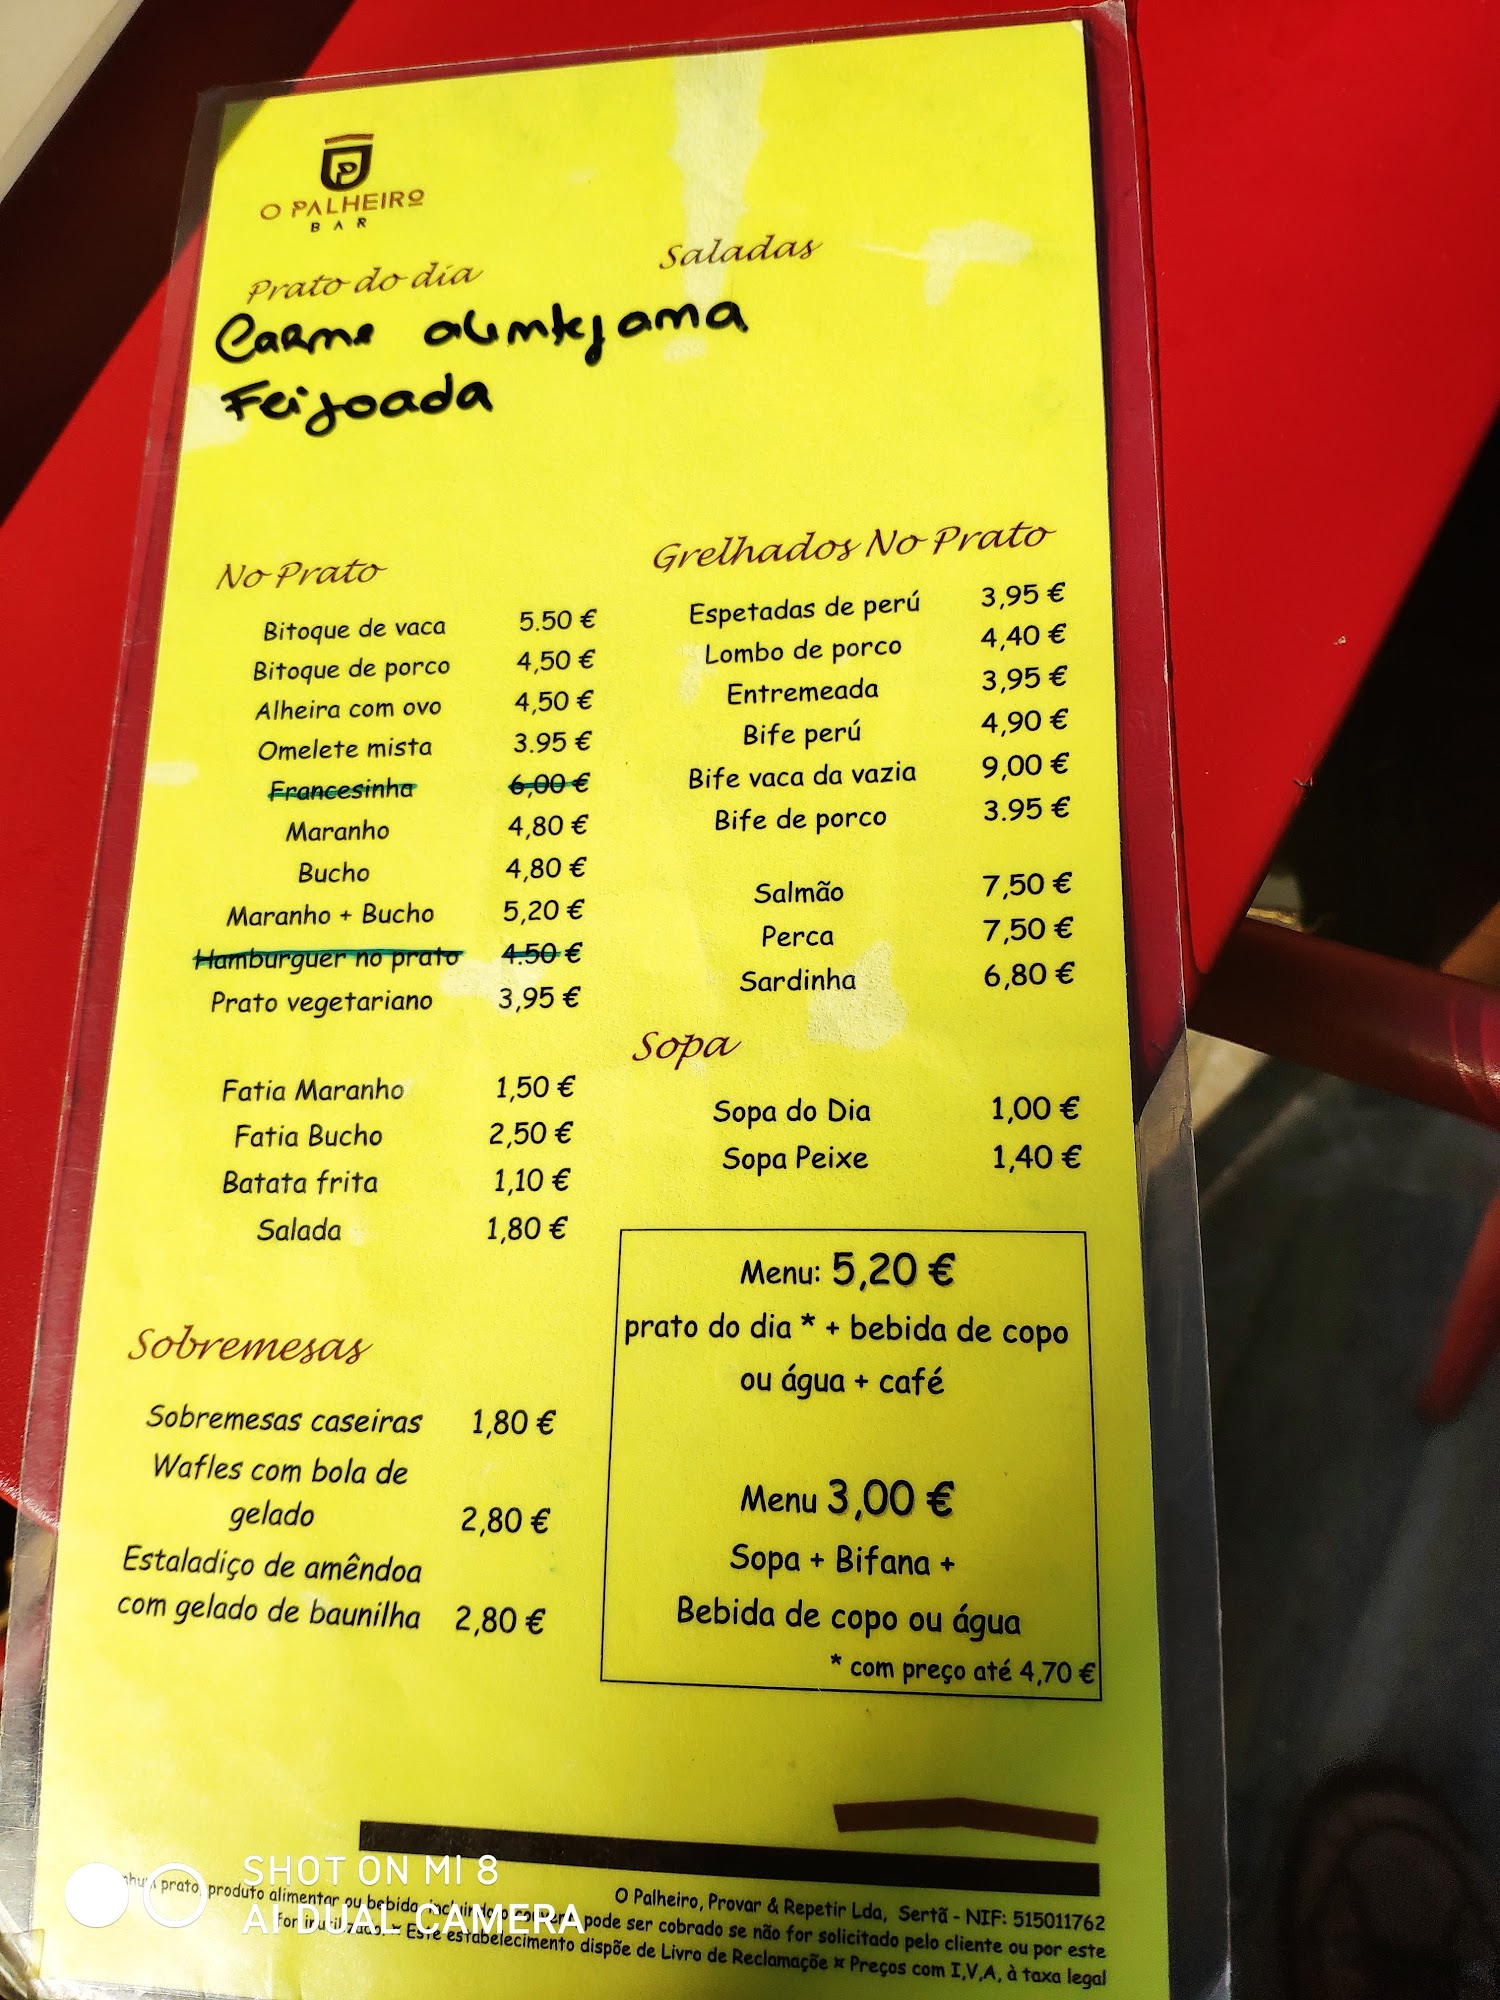 O PALHEIRO
BAR
Prato do dia
Carne alentejana
Feijoada
Saladas
No Prato
Bitoque de vaca 5.50 €
Bitoque de porco 4,50 €
Alheira com ovo 4,50 €
Omelete mista 3.95 €
Francesinha 6,00 €
Maranho 4,80 €
Bucho 4,80 €
Maranho + Bucho 5,20 €
Hamburguer no prato 4.50 €
Prato vegetariano 3,95 €
Fatia Maranho 1,50 €
Fatia Bucho 2,50 €
Batata frita 1,10 €
Salada 1,80 €
Sobremesas
Sobremesas caseiras 1,80 €
Wafles com bola de
gelado 2,80 €
Estaladiço de amêndoa
com gelado de baunilha 2,80 €
Grelhados No Prato
Espetadas de perú 3,95 €
Lombo de porco 4,40 €
Entremeada 3,95 €
Bife perú 4,90 €
Bife vaca da vazia 9,00 €
Bife de porco 3.95 €
Salmão 7,50 €
Perca 7,50 €
Sardinha 6,80 €
Sopa
Sopa do Dia 1,00 €
Sopa Peixe 1,40 €
Menu: 5,20 €
prato do dia * + bebida de copo
ou água + café
Menu 3,00 €
Sopa + Bifana +
Bebida de copo ou água
* com preço até 4,70 €
O Palheiro, Provar & Repetir Lda, Sertã - NIF: 515011762
prato, produto alimentar ou bebida, pode ser cobrado se não for solicitado pelo cliente ou por este
for inutilizado. ¤ Este estabelecimento dispõe de Livro de Reclamaçõe ¤ Preços com I,V,A, à taxa legal
SHOT ON MI 8
AI DUAL CAMERA